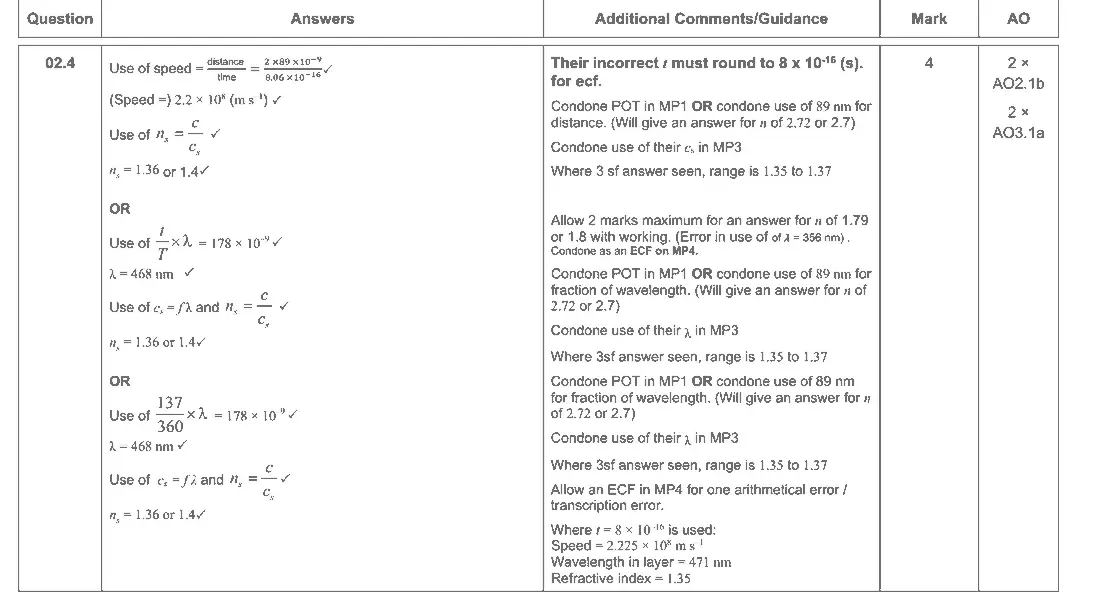 Question Answers Additional Comments/Guidance Mark AO
02.4
Use of speed = distance/time = 2 ×89 ×10⁻⁹/8.06 ×10⁻¹⁶ ✓
(Speed =) 2.2 × 10⁸ (m s⁻¹) ✓
Use of nₛ = c/cₛ ✓
nₛ = 1.36 or 1.4✓
OR
Use of t/T × λ = 178 × 10⁻⁹ ✓
λ = 468 nm ✓
Use of cₛ = fλ and nₛ = c/cₛ ✓
nₛ = 1.36 or 1.4✓
OR
Use of 137/360 × λ = 178 × 10⁻⁹ ✓
λ = 468 nm ✓
Use of cₛ = fλ and nₛ = c/cₛ ✓
nₛ = 1.36 or 1.4✓
Their incorrect t must round to 8 x 10⁻¹⁶ (s).
for ecf.
Condone POT in MP1 OR condone use of 89 nm for
distance. (Will give an answer for n of 2.72 or 2.7)
Condone use of their cₛ in MP3
Where 3 sf answer seen, range is 1.35 to 1.37
Allow 2 marks maximum for an answer for n of 1.79
or 1.8 with working. (Error in use of of λ = 356 nm) .
Condone as an ECF on MP4.
Condone POT in MP1 OR condone use of 89 nm for
fraction of wavelength. (Will give an answer for n of
2.72 or 2.7)
Condone use of their λ in MP3
Where 3sf answer seen, range is 1.35 to 1.37
Condone POT in MP1 OR condone use of 89 nm
for fraction of wavelength. (Will give an answer for n
of 2.72 or 2.7)
Condone use of their λ in MP3
Where 3sf answer seen, range is 1.35 to 1.37
Allow an ECF in MP4 for one arithmetical error /
transcription error.
Where t = 8 × 10⁻¹⁶ is used:
Speed = 2.225 × 10⁸ m s⁻¹
Wavelength in layer = 471 nm
Refractive index = 1.35
4
2 ×
AO2.1b
2 ×
AO3.1a